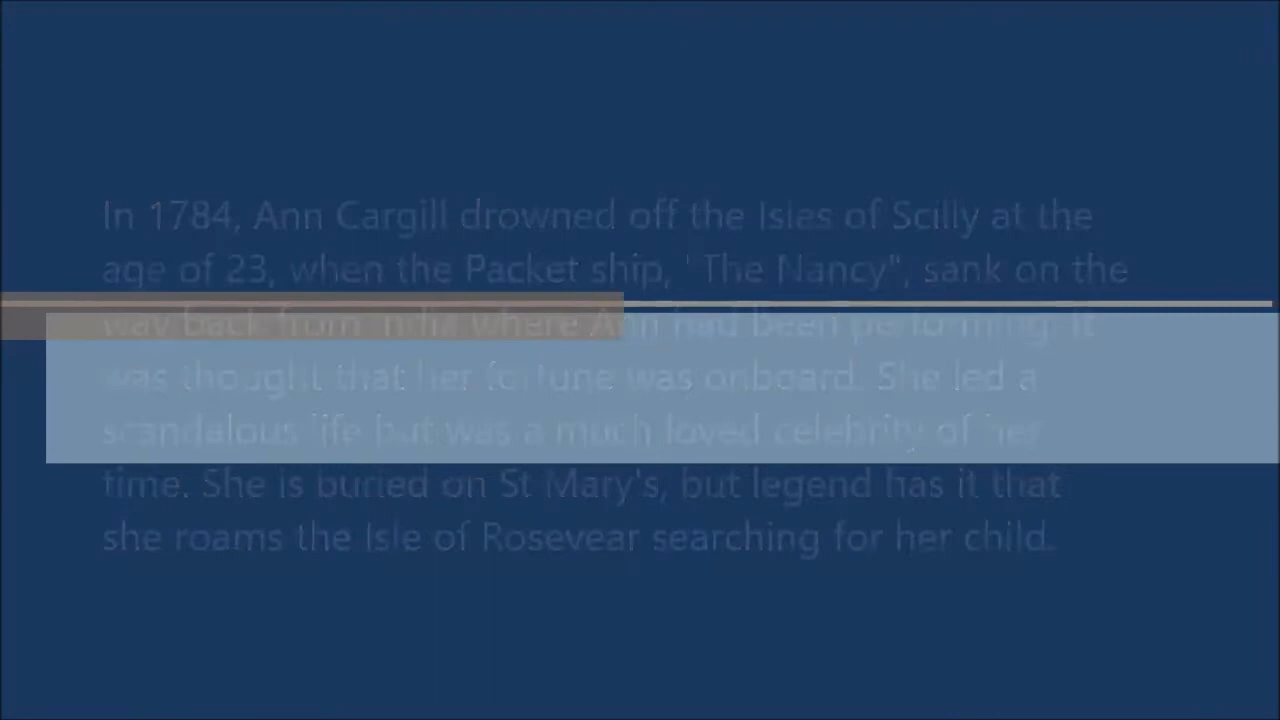 In 1784, Ann Cargill drowned off the Isles of Scilly at the
age of 23, when the Packet ship, "The Nancy", sank on the
way back from India where Ann had been performing. It
was thought that her fortune was onboard. She led a
scandalous life but was a much loved celebrity of her
time. She is buried on St Mary's, but legend has it that
she roams the Isle of Rosevear searching for her child.